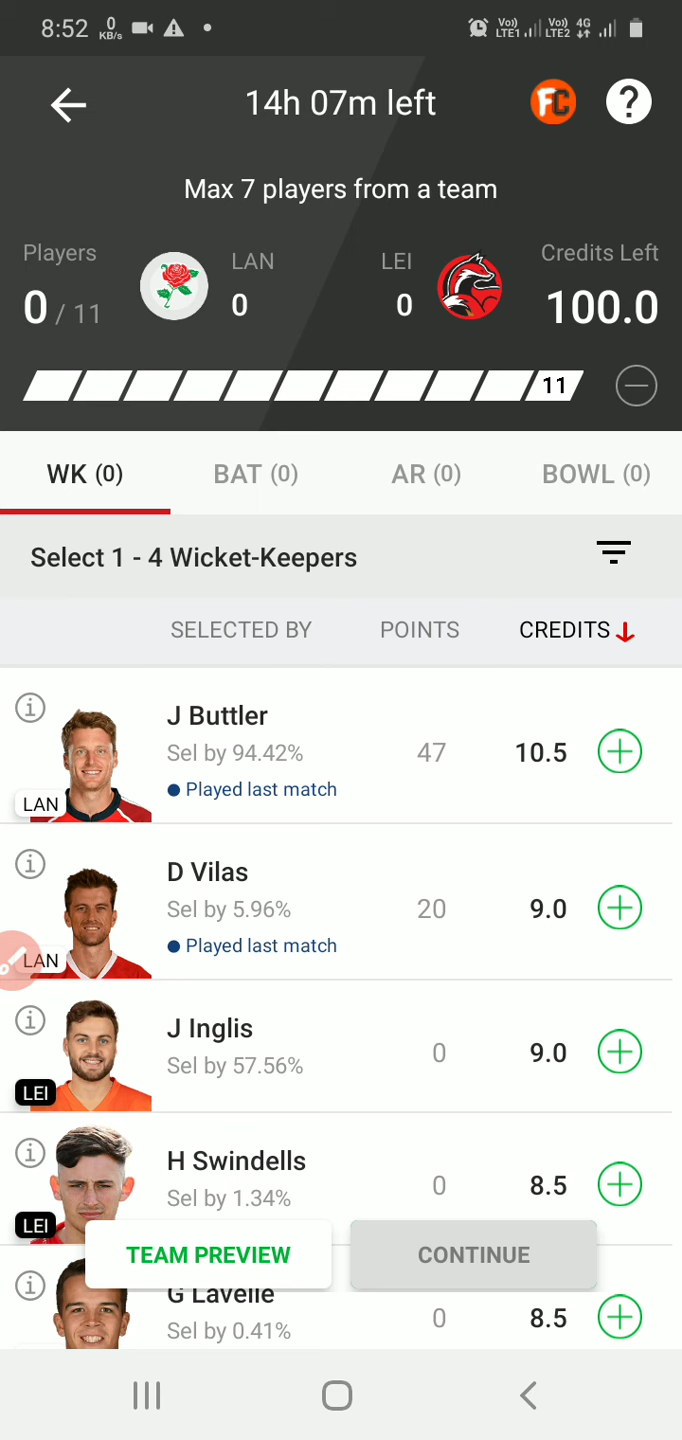 8:52 0 KB/s Vo) LTE1 Vo) LTE2 4G
14h 07m left FC ?
Max 7 players from a team
Players LAN LEI Credits Left
0 / 11 0 0 100.0
11
WK (0) BAT (0) AR (0) BOWL (0)
Select 1 - 4 Wicket-Keepers
SELECTED BY POINTS CREDITS
J Buttler
Sel by 94.42% 47 10.5
Played last match
LAN
D Vilas
Sel by 5.96% 20 9.0
Played last match
LAN
J Inglis
Sel by 57.56% 0 9.0
LEI
H Swindells
Sel by 1.34% 0 8.5
LEI
TEAM PREVIEW CONTINUE
G Lavelle
Sel by 0.41% 0 8.5